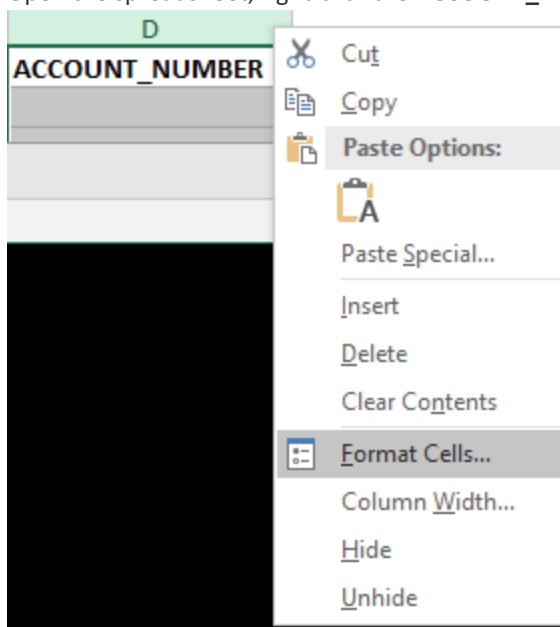 D
ACCOUNT_NUMBER
Cut
Copy
Paste Options:
A
Paste Special...
Insert
Delete
Clear Contents
Format Cells...
Column Width...
Hide
Unhide